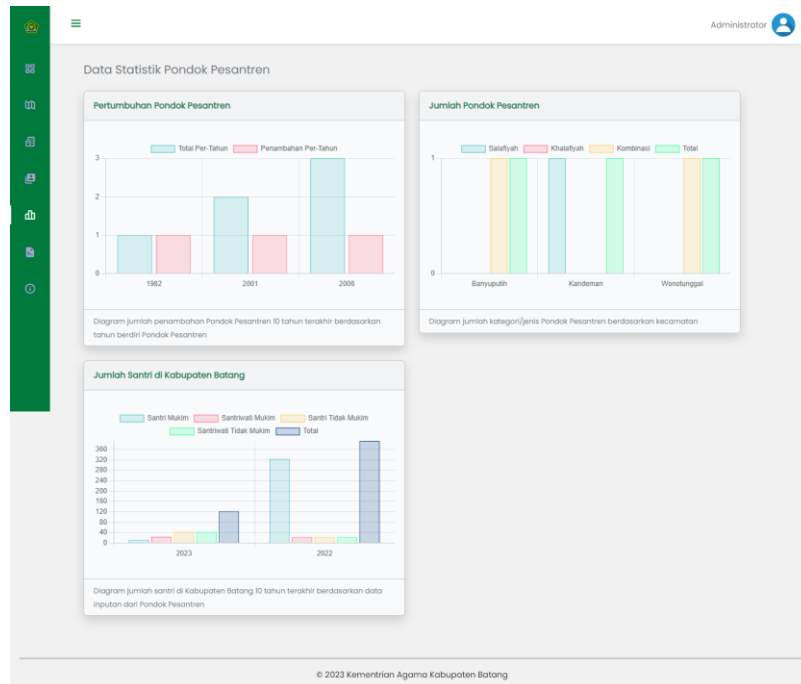 Administrator
Data Statistik Pondok Pesantren
Pertumbuhan Pondok Pesantren
Total Per-Tahun Penambahan Per-Tahun
3
2
1
0
1982 2001 2006
Diagram jumlah penambahan Pondok Pesantren 10 tahun terakhir berdasarkan
tahun berdiri Pondok Pesantren
Jumlah Pondok Pesantren
Salafiyah Khalafiyah Kombinasi Total
1
0
Banyuputih Kandeman Wonotunggal
Diagram jumlah kategori/jenis Pondok Pesantren berdasarkan kecamatan
Jumlah Santri di Kabupaten Batang
Santri Mukim Santriwati Mukim Santri Tidak Mukim
Santriwati Tidak Mukim Total
360
320
280
240
200
160
120
80
40
0
2023 2022
Diagram jumlah santri di Kabupaten Batang 10 tahun terakhir berdasarkan data
inputan dari Pondok Pesantren
© 2023 Kementrian Agama Kabupaten Batang